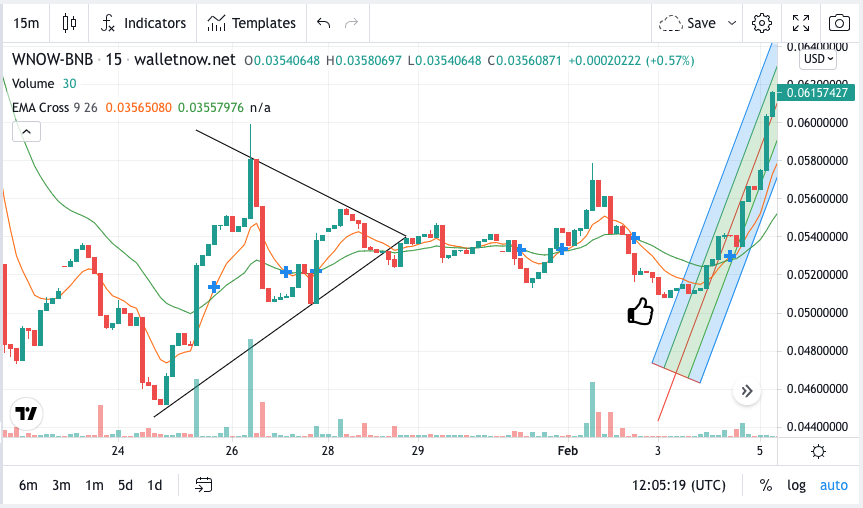 15m Indicators Templates Save
WNOW-BNB · 15 · walletnow.net O0.03540648 H0.03580697 L0.03540648 C0.03560871 +0.00020222 (+0.57%)
Volume 30
EMA Cross 9 26 0.03565080 0.03557976 n/a
0.06400000
USD
0.06200000
0.06157427
0.06000000
0.05800000
0.05600000
0.05400000
0.05200000
0.05000000
0.04800000
0.04600000
0.04400000
24 26 28 29 Feb 3 5
6m 3m 1m 5d 1d 12:05:19 (UTC) % log auto